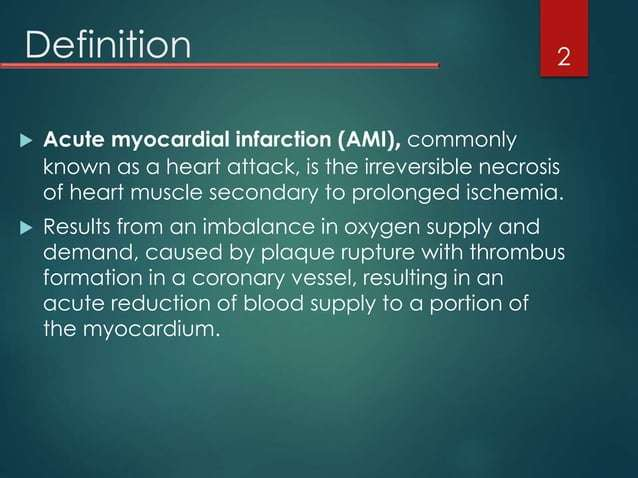 Definition
2
Acute myocardial infarction (AMI), commonly
known as a heart attack, is the irreversible necrosis
of heart muscle secondary to prolonged ischemia.
Results from an imbalance in oxygen supply and
demand, caused by plaque rupture with thrombus
formation in a coronary vessel, resulting in an
acute reduction of blood supply to a portion of
the myocardium.